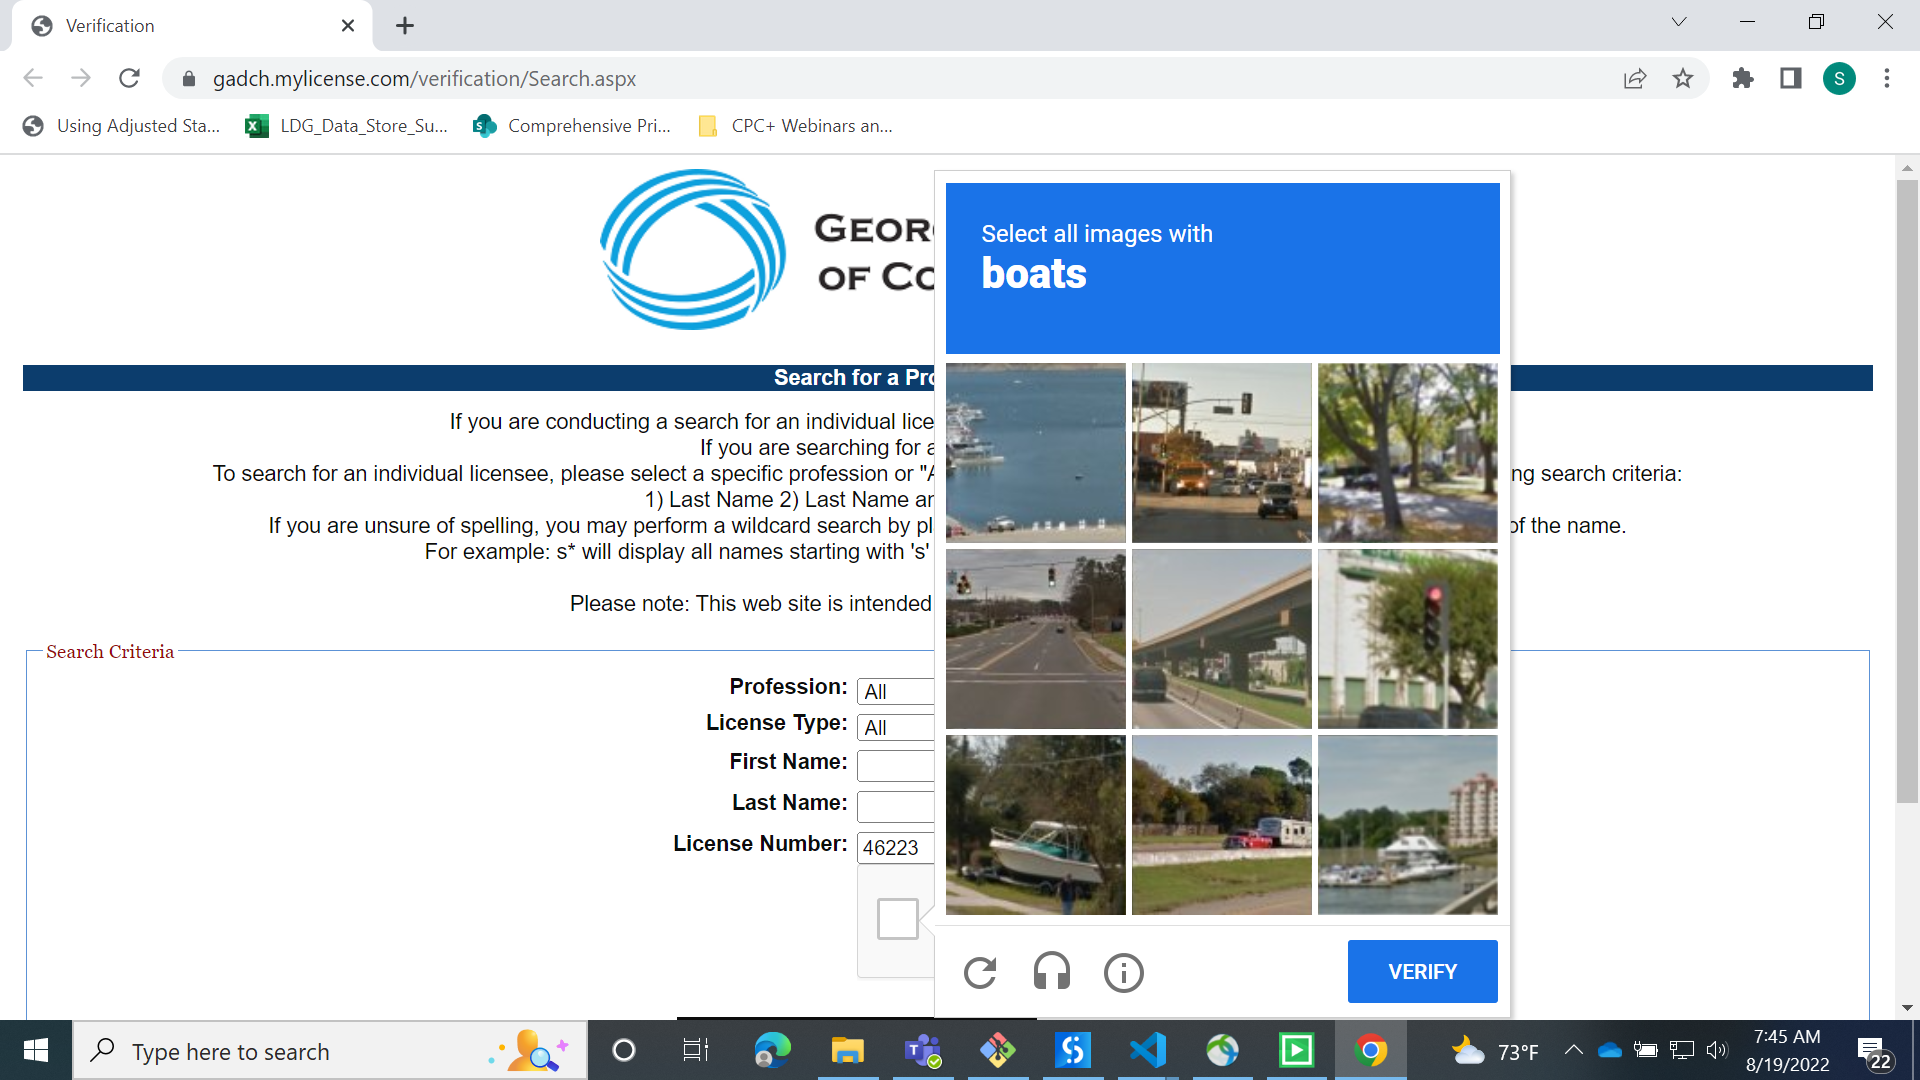 Verification
gadch.mylicense.com/verification/Search.aspx
S
Using Adjusted Sta...
LDG_Data_Store_Su...
Comprehensive Pri...
CPC+ Webinars an...
GEOR
OF CO
Select all images with
boats
Search for a Pro
If you are conducting a search for an individual lice
If you are searching for a
To search for an individual licensee, please select a specific profession or "A
ng search criteria:
1) Last Name 2) Last Name an
If you are unsure of spelling, you may perform a wildcard search by pl
of the name.
For example: s* will display all names starting with 's'
Please note: This web site is intended
Search Criteria
Profession:
All
License Type:
All
First Name:
Last Name:
License Number:
46223
VERIFY
Type here to search
73°F
7:45 AM
8/19/2022
22